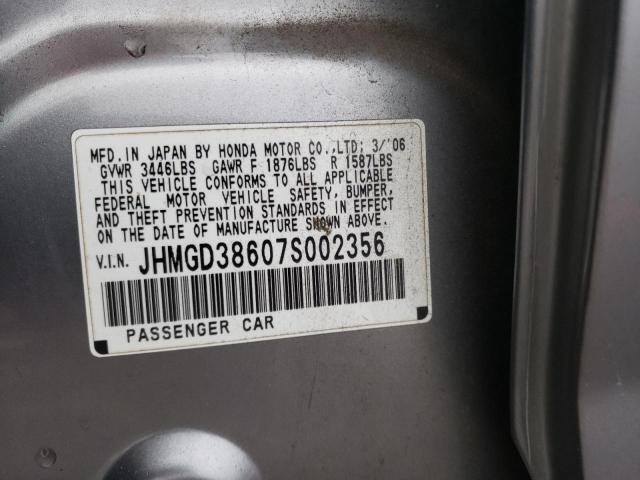 MFD. IN JAPAN BY HONDA MOTOR CO.,LTD; 3/'06
GVWR 3446LBS GAWR F 1876LBS R 1587LBS
THIS VEHICLE CONFORMS TO ALL APPLICABLE
FEDERAL MOTOR VEHICLE SAFETY, BUMPER,
AND THEFT PREVENTION STANDARDS IN EFFECT
ON THE DATE OF MANUFACTURE SHOWN ABOVE.
V.I.N. JHMGD38607S002356
PASSENGER CAR